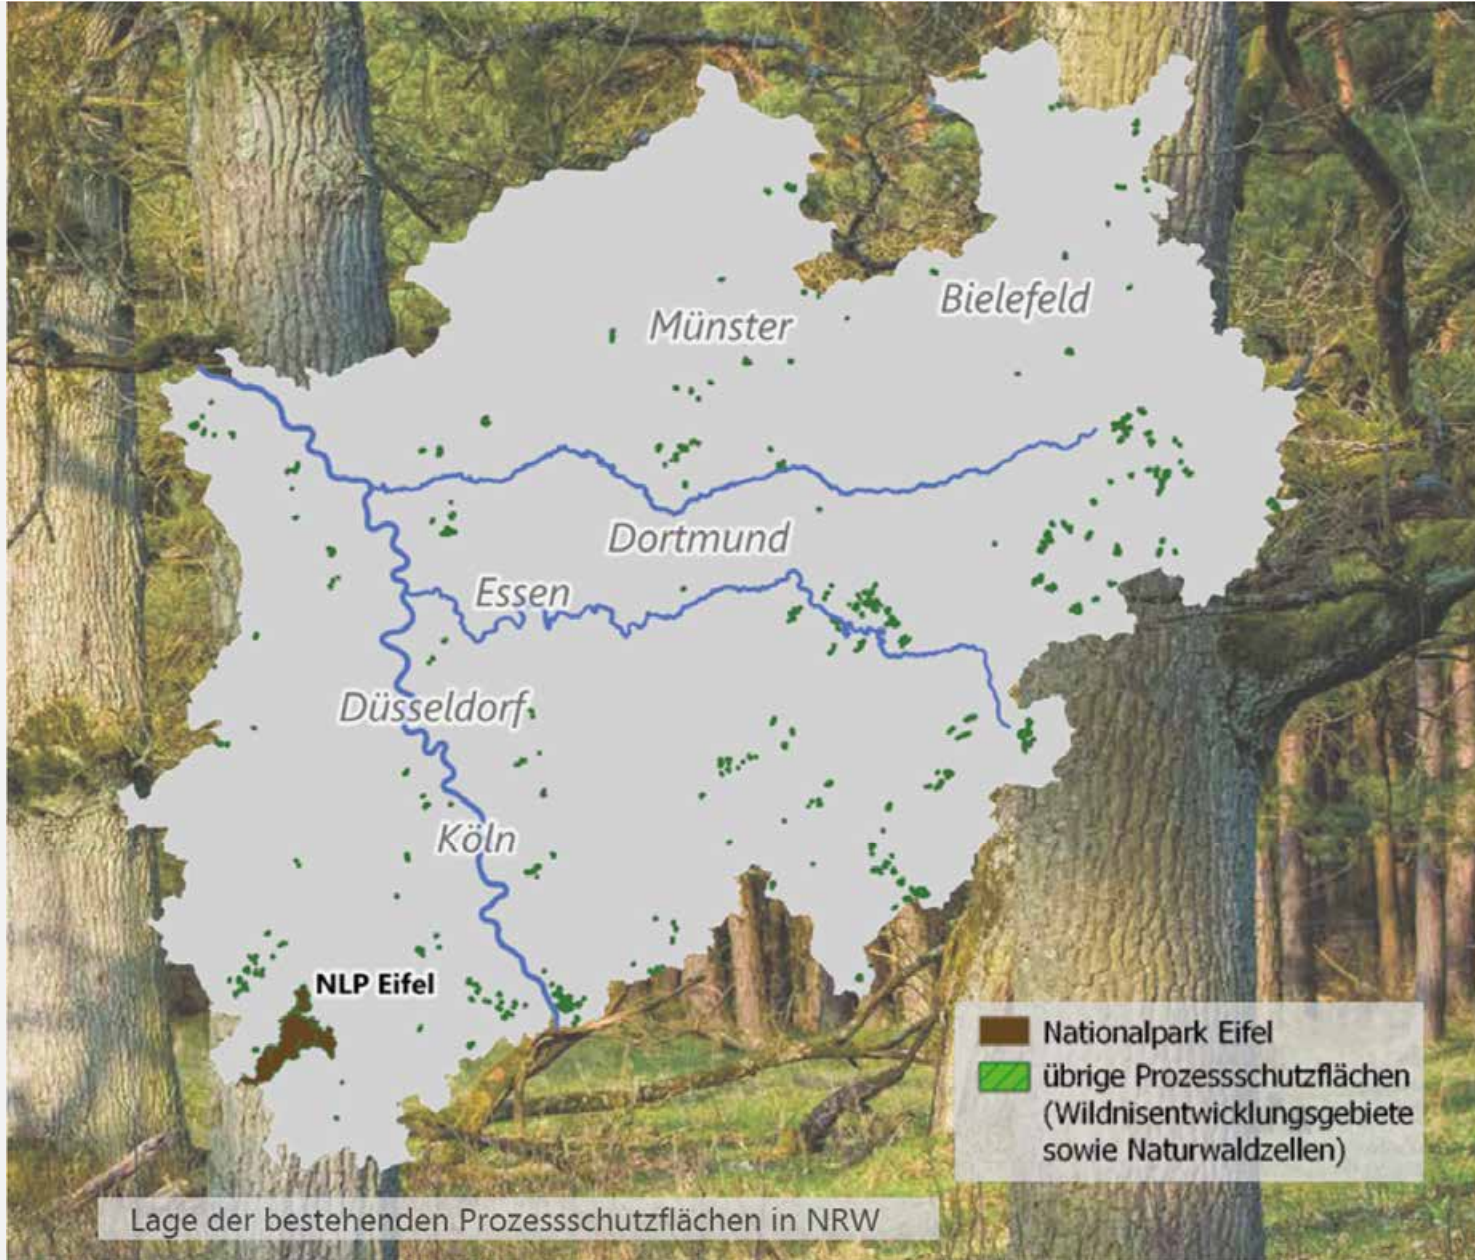 Bielefeld
Münster
Dortmund
Essen
Düsseldorf
Köln
NLP Eifel
Nationalpark Eifel
übrige Prozessschutzflächen
(Wildnisentwicklungsgebiete
sowie Naturwaldzellen)
Lage der bestehenden Prozessschutzflächen in NRW